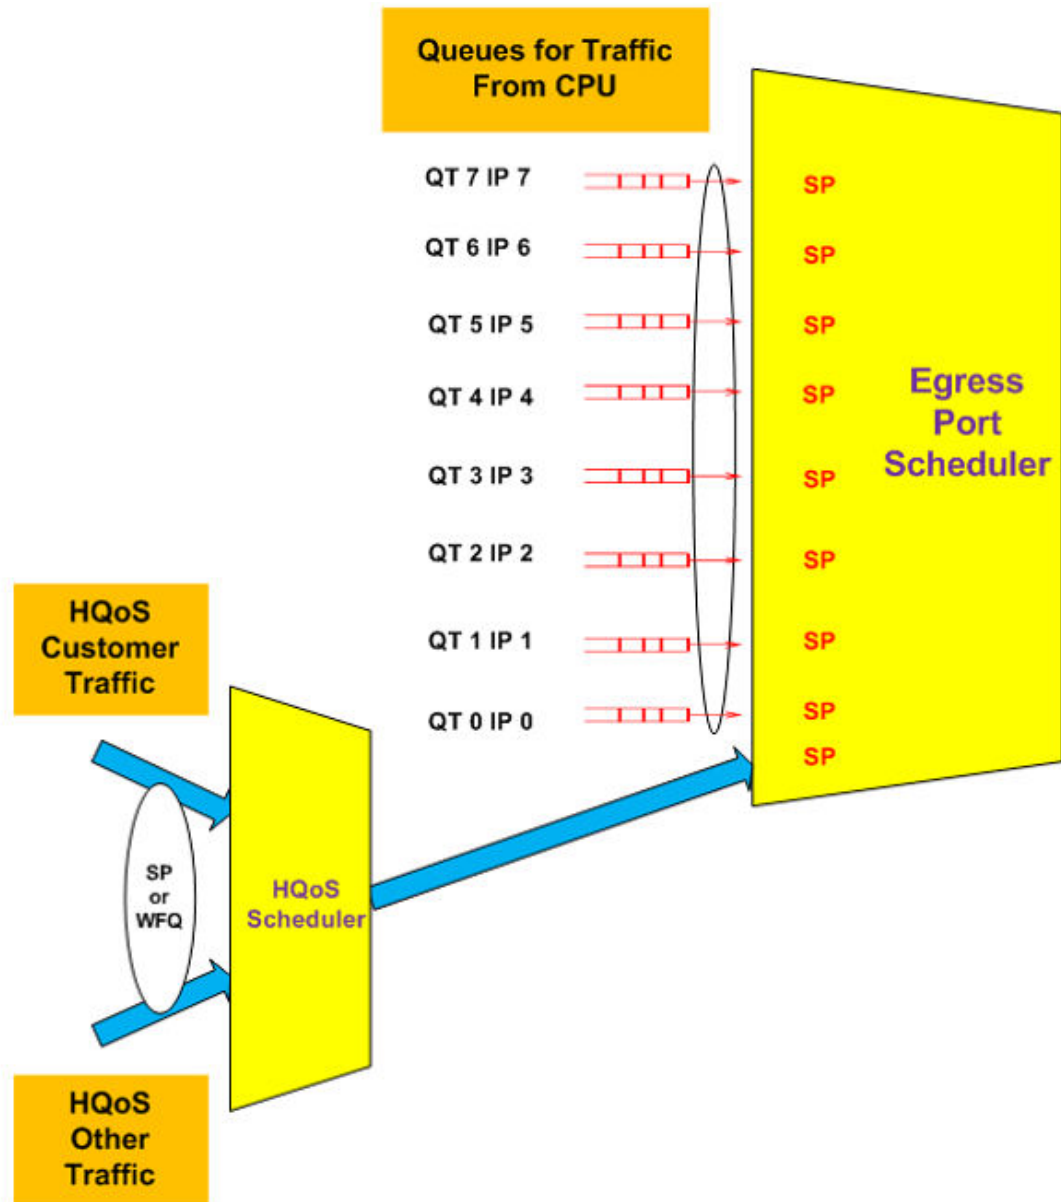 Queues for Traffic
From CPU
QT 7 IP 7
SP
QT 6 IP 6
SP
QT 5 IP 5
SP
QT 4 IP 4
SP
Egress
Port
Scheduler
QT 3 IP 3
SP
QT 2 IP 2
SP
QT 1 IP 1
SP
QT 0 IP 0
SP
SP
HQoS
Customer
Traffic
SP
or
WFQ
HQoS
Scheduler
HQoS
Other
Traffic